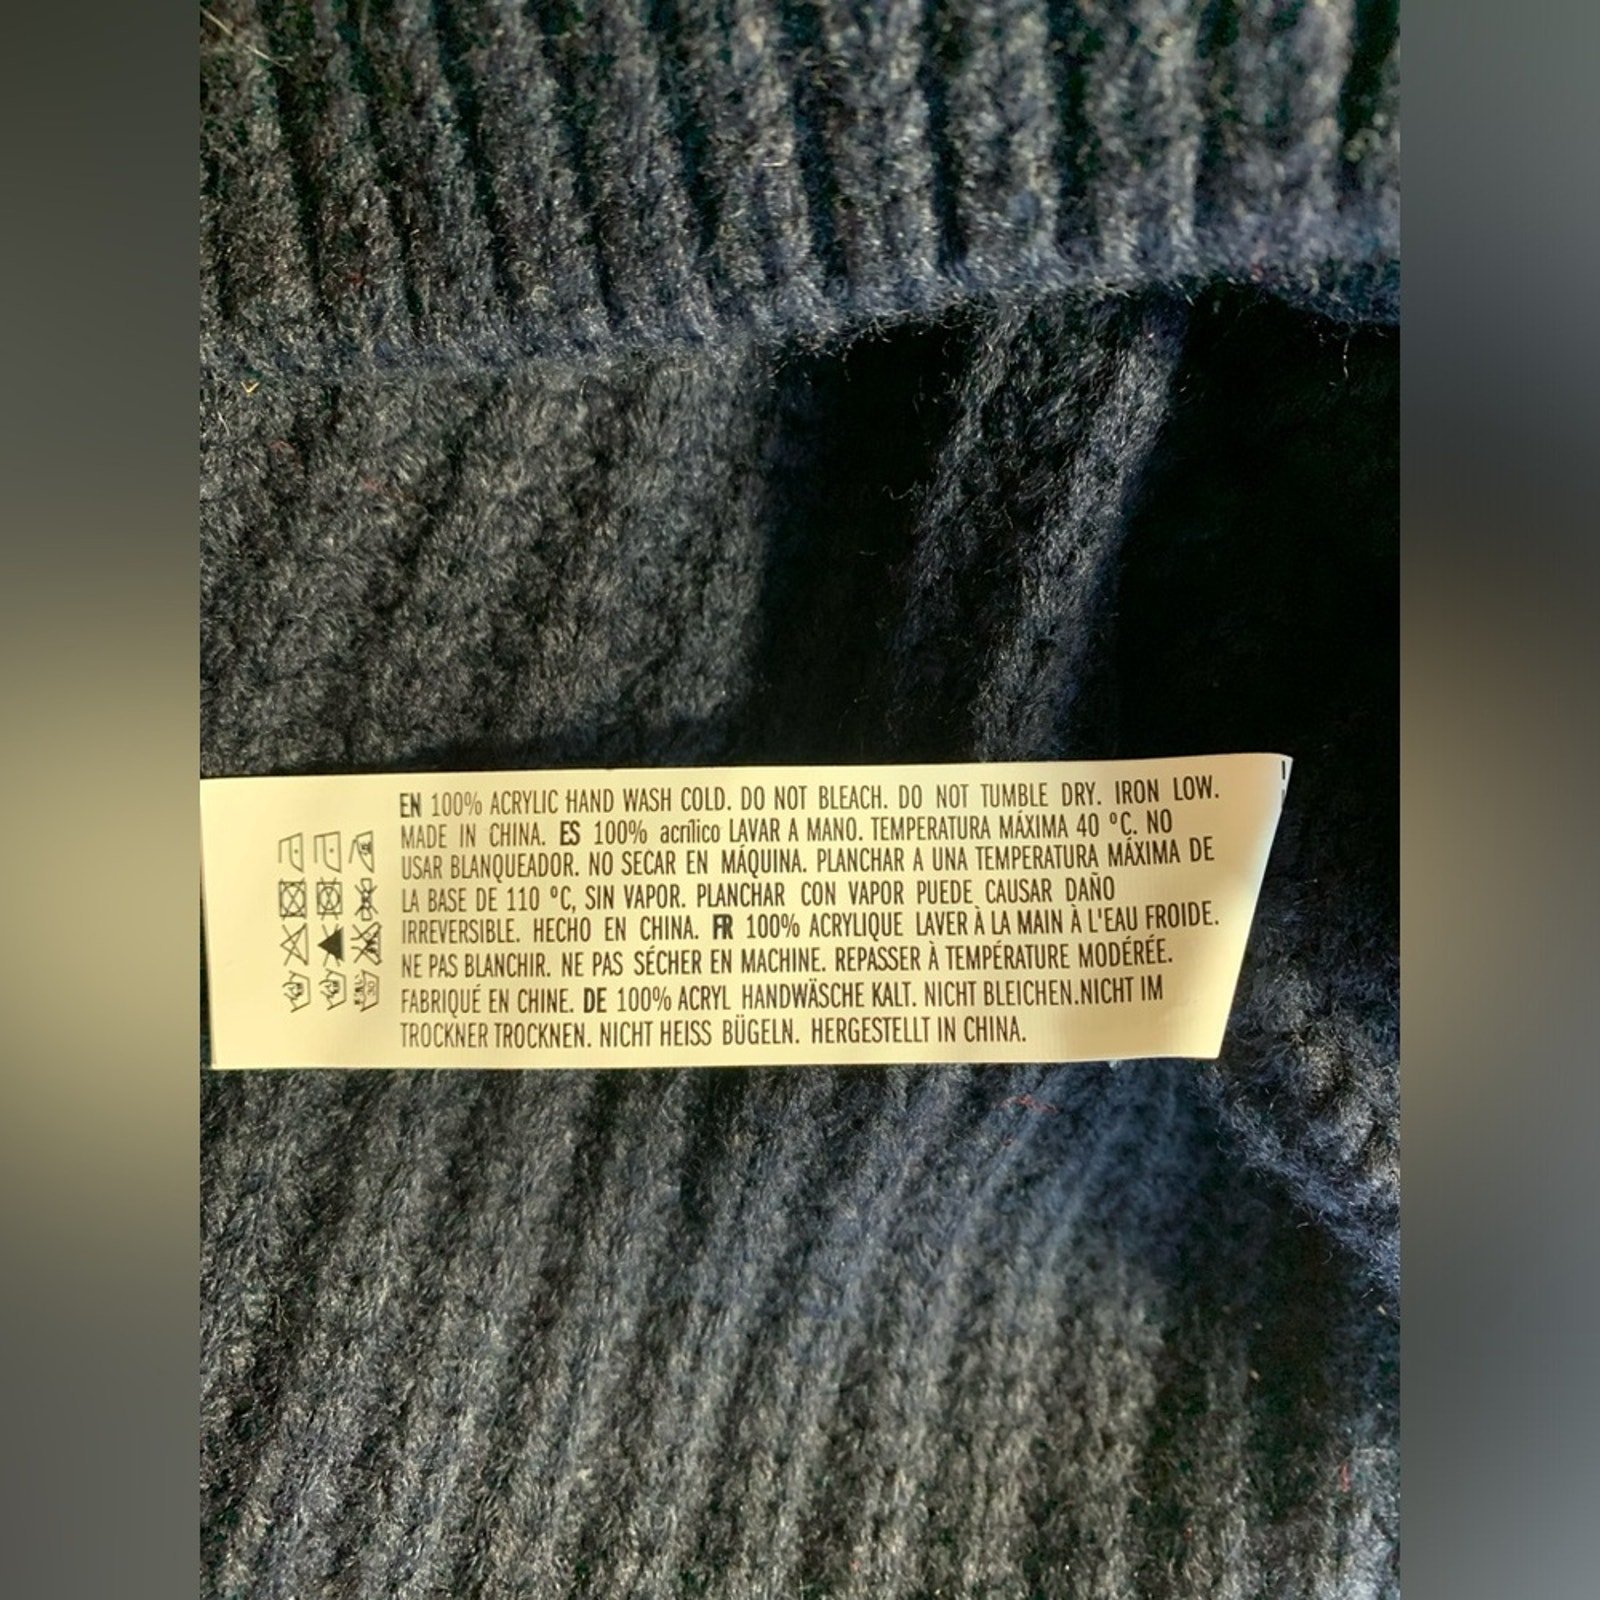 EN 100% ACRYLIC HAND WASH COLD. DO NOT BLEACH. DO NOT TUMBLE DRY. IRON LOW.
MADE IN CHINA. ES 100% acrílico LAVAR A MANO. TEMPERATURA MÁXIMA 40 °C. NO
USAR BLANQUEADOR. NO SECAR EN MÁQUINA. PLANCHAR A UNA TEMPERATURA MÁXIMA DE
LA BASE DE 110 °C, SIN VAPOR. PLANCHAR CON VAPOR PUEDE CAUSAR DAÑO
IRREVERSIBLE. HECHO EN CHINA. FR 100% ACRYLIQUE LAVER À LA MAIN À L'EAU FROIDE.
NE PAS BLANCHIR. NE PAS SÉCHER EN MACHINE. REPASSER À TEMPÉRATURE MODÉRÉE.
FABRIQUÉ EN CHINE. DE 100% ACRYL HANDWÄSCHE KALT. NICHT BLEICHEN.NICHT IM
TROCKNER TROCKNEN. NICHT HEISS BÜGELN. HERGESTELLT IN CHINA.